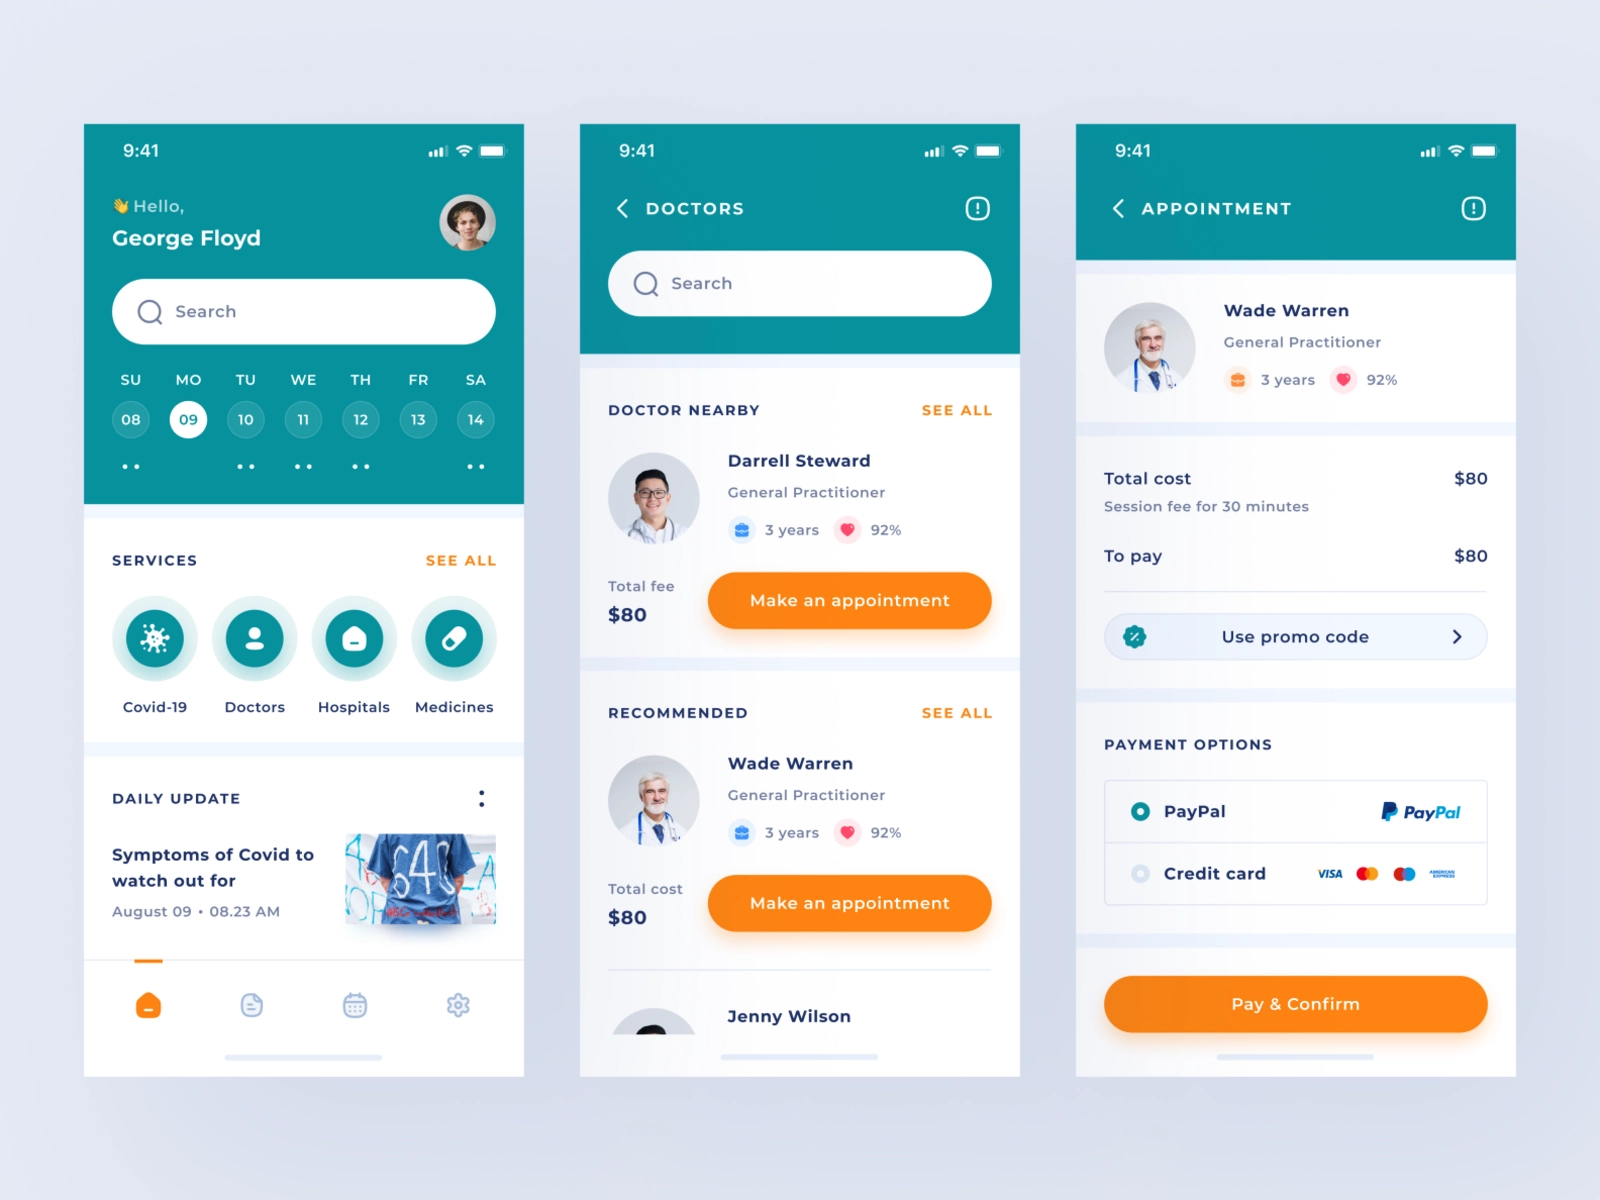 9:41
👋 Hello,
George Floyd
Search
SU MO TU WE TH FR SA
08 09 10 11 12 13 14
SERVICES SEE ALL
Covid-19 Doctors Hospitals Medicines
DAILY UPDATE
Symptoms of Covid to
watch out for
August 09 • 08.23 AM
9:41
DOCTORS
Search
DOCTOR NEARBY SEE ALL
Darrell Steward
General Practitioner
3 years 92%
Total fee
$80
Make an appointment
RECOMMENDED SEE ALL
Wade Warren
General Practitioner
3 years 92%
Total cost
$80
Make an appointment
Jenny Wilson
9:41
APPOINTMENT
Wade Warren
General Practitioner
3 years 92%
Total cost $80
Session fee for 30 minutes
To pay $80
Use promo code
PAYMENT OPTIONS
PayPal PayPal
Credit card VISA AMERICAN EXPRESS
Pay & Confirm